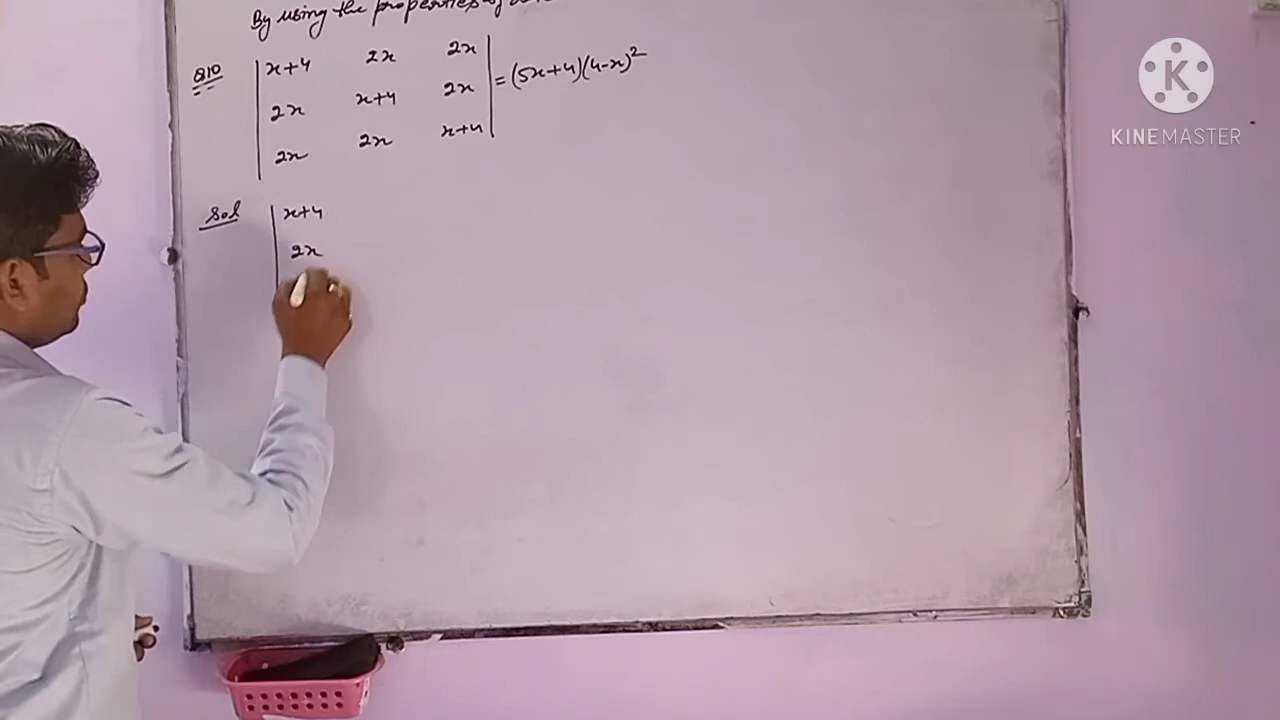 By using the properties of
Q10 | x+4 2x 2x |
| 2x x+4 2x | = (5x+4)(4-x)²
| 2x 2x x+4 |
Sol | x+4
| 2x
K
KINEMASTER